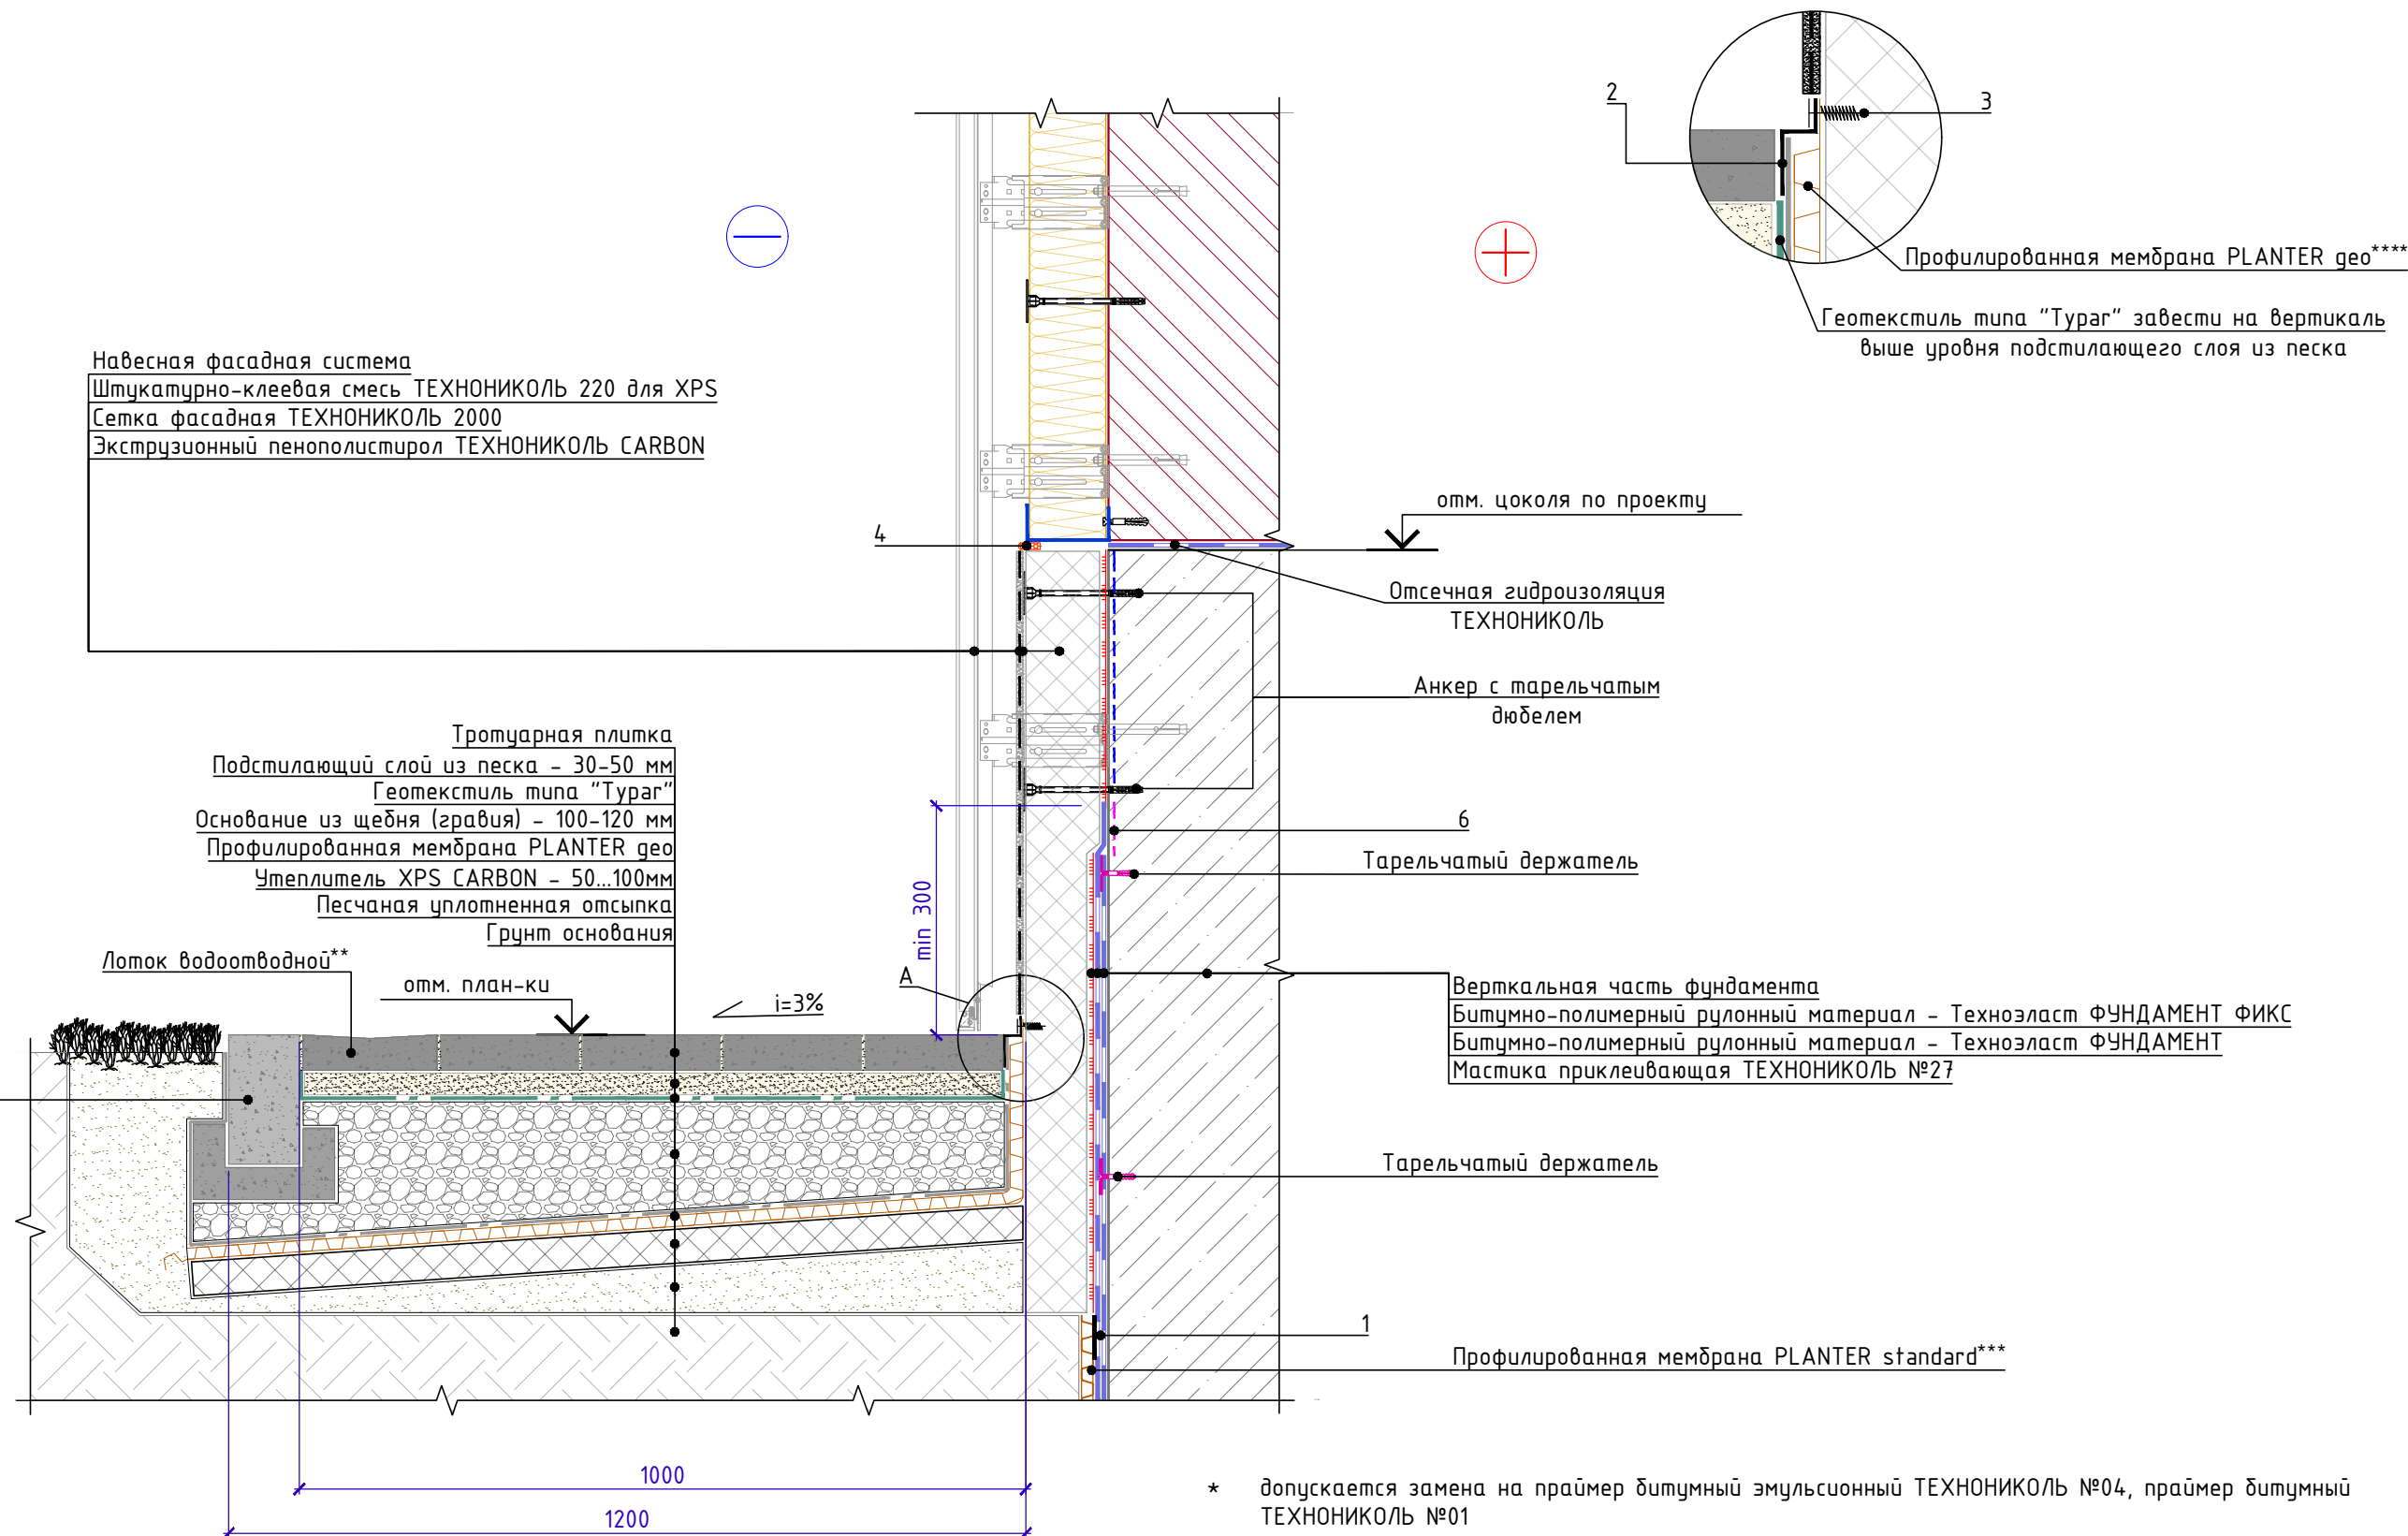 2
3
Профилированная мембрана PLANTER geo****
Геотекстиль типа "Тураг" завести на вертикаль
выше уровня подстилающего слоя из песка
Навесная фасадная система
Штукатурно-клеевая смесь ТЕХНОНИКОЛЬ 220 для XPS
Сетка фасадная ТЕХНОНИКОЛЬ 2000
Экструзионный пенополистирол ТЕХНОНИКОЛЬ CARBON
отм. цоколя по проекту
4
Отсечная гидроизоляция
ТЕХНОНИКОЛЬ
Анкер с тарельчатым
дюбелем
Тротуарная плитка
Подстилающий слой из песка - 30-50 мм
Геотекстиль типа "Тураг"
Основание из щебня (гравия) - 100-120 мм
Профилированная мембрана PLANTER geo
Утеплитель XPS CARBON - 50...100мм
Песчаная уплотненная отсыпка
Грунт основания
6
Тарельчатый держатель
min 300
Лоток водоотводной**
отм. план-ки
i=3%
А
Верткальная часть фундамента
Битумно-полимерный рулонный материал - Техноэласт ФУНДАМЕНТ ФИКС
Битумно-полимерный рулонный материал - Техноэласт ФУНДАМЕНТ
Мастика приклеивающая ТЕХНОНИКОЛЬ №27
Тарельчатый держатель
1
Профилированная мембрана PLANTER standard***
1000
1200
* допускается замена на праймер битумный эмульсионный ТЕХНОНИКОЛЬ №04, праймер битумный
ТЕХНОНИКОЛЬ №01